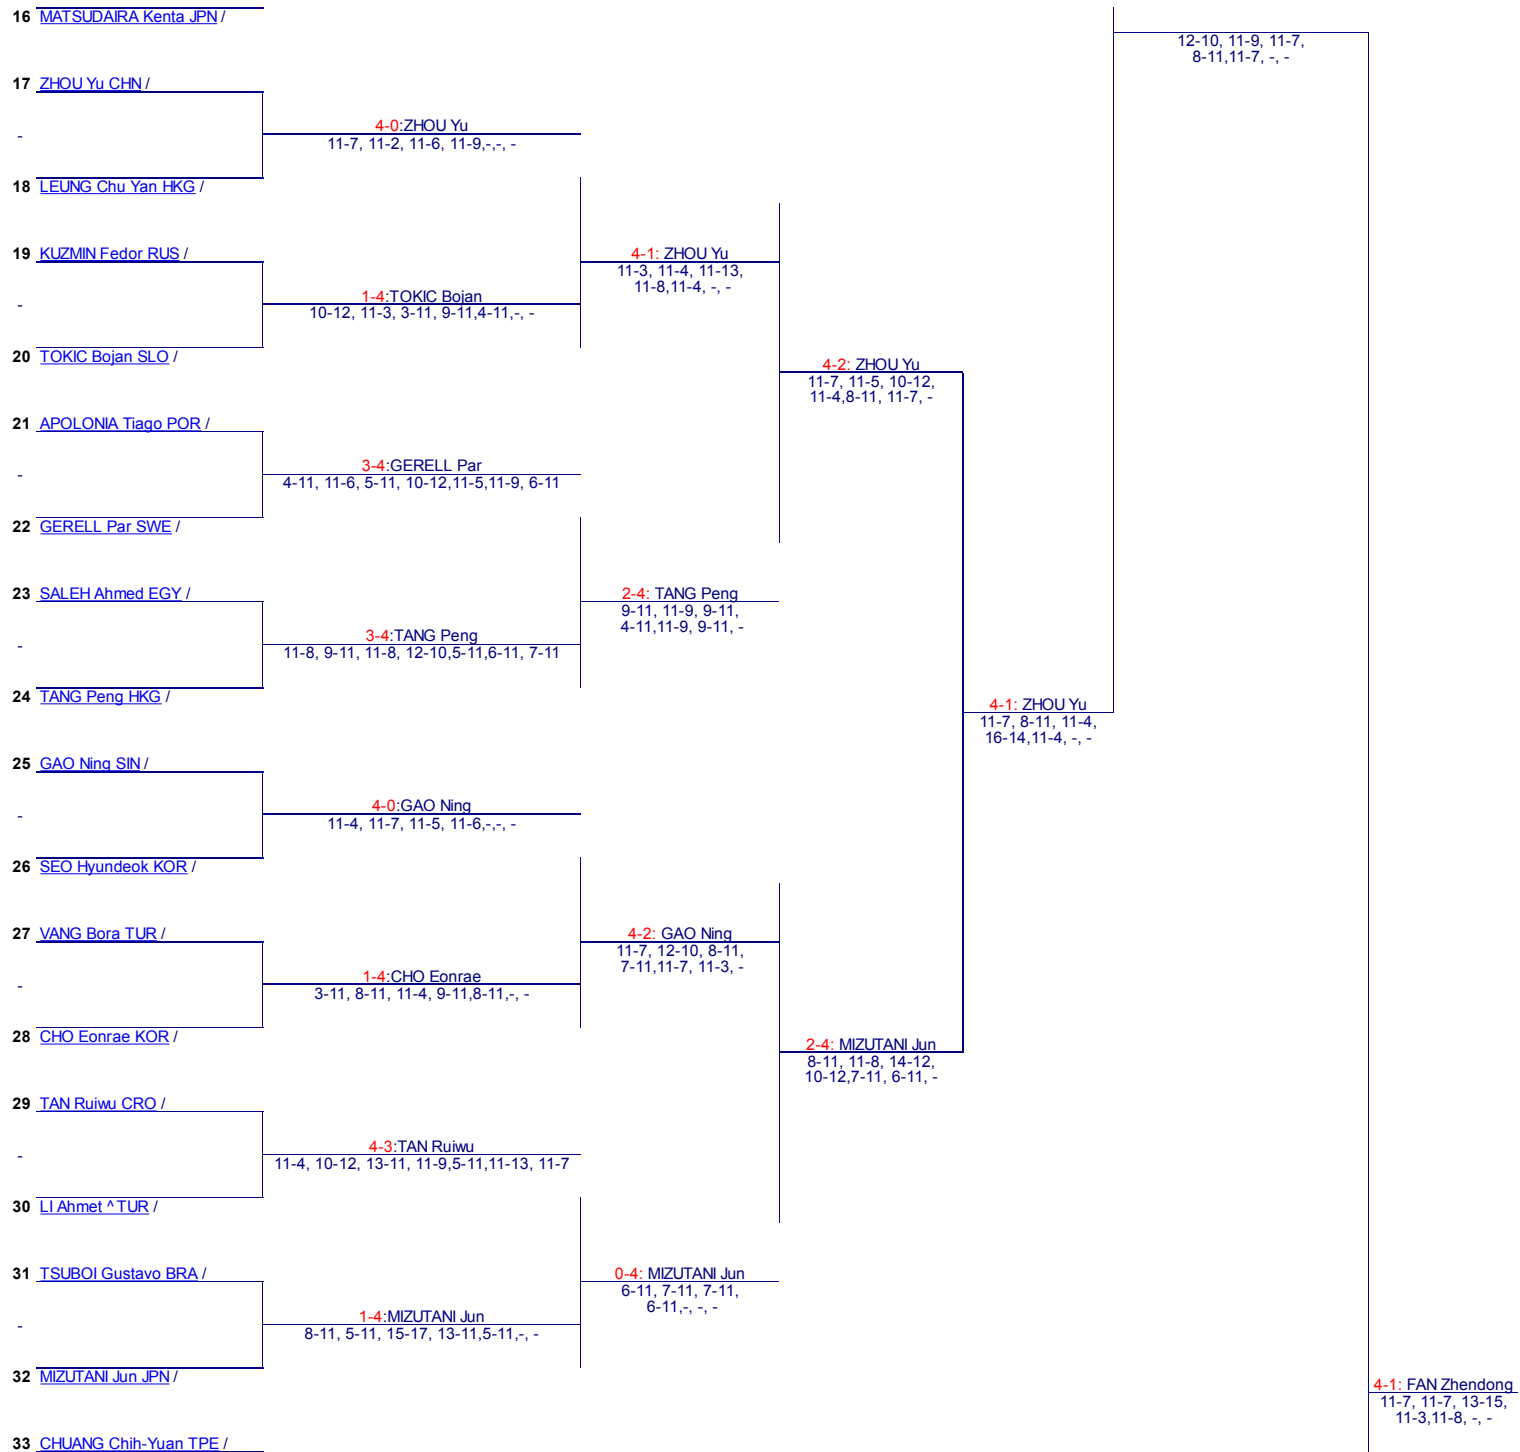 16 MATSUDAIRA Kenta JPN /
12-10, 11-9, 11-7,
8-11,11-7, -, -
17 ZHOU Yu CHN /
4-0:ZHOU Yu
-
11-7, 11-2, 11-6, 11-9,-,-, -
18 LEUNG Chu Yan HKG /
19 KUZMIN Fedor RUS /
4-1: ZHOU Yu
11-3, 11-4, 11-13,
11-8,11-4, -, -
1-4:TOKIC Bojan
-
10-12, 11-3, 3-11, 9-11,4-11,-, -
20 TOKIC Bojan SLO /
4-2: ZHOU Yu
11-7, 11-5, 10-12,
11-4,8-11, 11-7, -
21 APOLONIA Tiago POR /
3-4:GERELL Par
-
4-11, 11-6, 5-11, 10-12,11-5,11-9, 6-11
22 GERELL Par SWE /
23 SALEH Ahmed EGY /
2-4: TANG Peng
9-11, 11-9, 9-11,
4-11,11-9, 9-11, -
3-4:TANG Peng
-
11-8, 9-11, 11-8, 12-10,5-11,6-11, 7-11
24 TANG Peng HKG /
4-1: ZHOU Yu
11-7, 8-11, 11-4,
16-14,11-4, -, -
25 GAO Ning SIN /
4-0:GAO Ning
-
11-4, 11-7, 11-5, 11-6,-,-, -
26 SEO Hyundeok KOR /
27 VANG Bora TUR /
4-2: GAO Ning
11-7, 12-10, 8-11,
7-11,11-7, 11-3, -
1-4:CHO Eonrae
-
3-11, 8-11, 11-4, 9-11,8-11,-, -
28 CHO Eonrae KOR /
2-4: MIZUTANI Jun
8-11, 11-8, 14-12,
10-12,7-11, 6-11, -
29 TAN Ruiwu CRO /
4-3:TAN Ruiwu
-
11-4, 10-12, 13-11, 11-9,5-11,11-13, 11-7
30 LI Ahmet ^ TUR /
31 TSUBOI Gustavo BRA /
0-4: MIZUTANI Jun
6-11, 7-11, 7-11,
6-11,-, -, -
1-4:MIZUTANI Jun
-
8-11, 5-11, 15-17, 13-11,5-11,-, -
32 MIZUTANI Jun JPN /
4-1: FAN Zhendong
11-7, 11-7, 13-15,
11-3,11-8, -, -
33 CHUANG Chih-Yuan TPE /